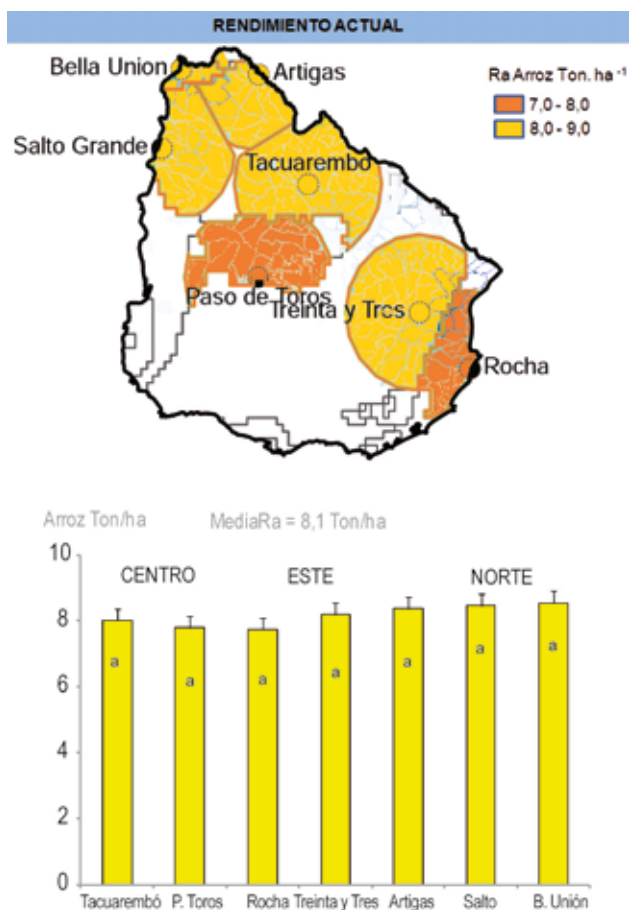 RENDIMIENTO ACTUAL
Bella Union
Artigas
Ra Arroz Ton. ha -1
7,0 - 8,0
8,0 - 9,0
Salto Grande
Tacuarembó
Paso de Toros
Treinta y Tres
Rocha
Arroz Ton/ha MediaRa = 8,1 Ton/ha
10
CENTRO ESTE NORTE
8
a a a a a a a
6
4
2
0
Tacuarembó P. Toros Rocha Treinta y Tres Artigas Salto B. Unión